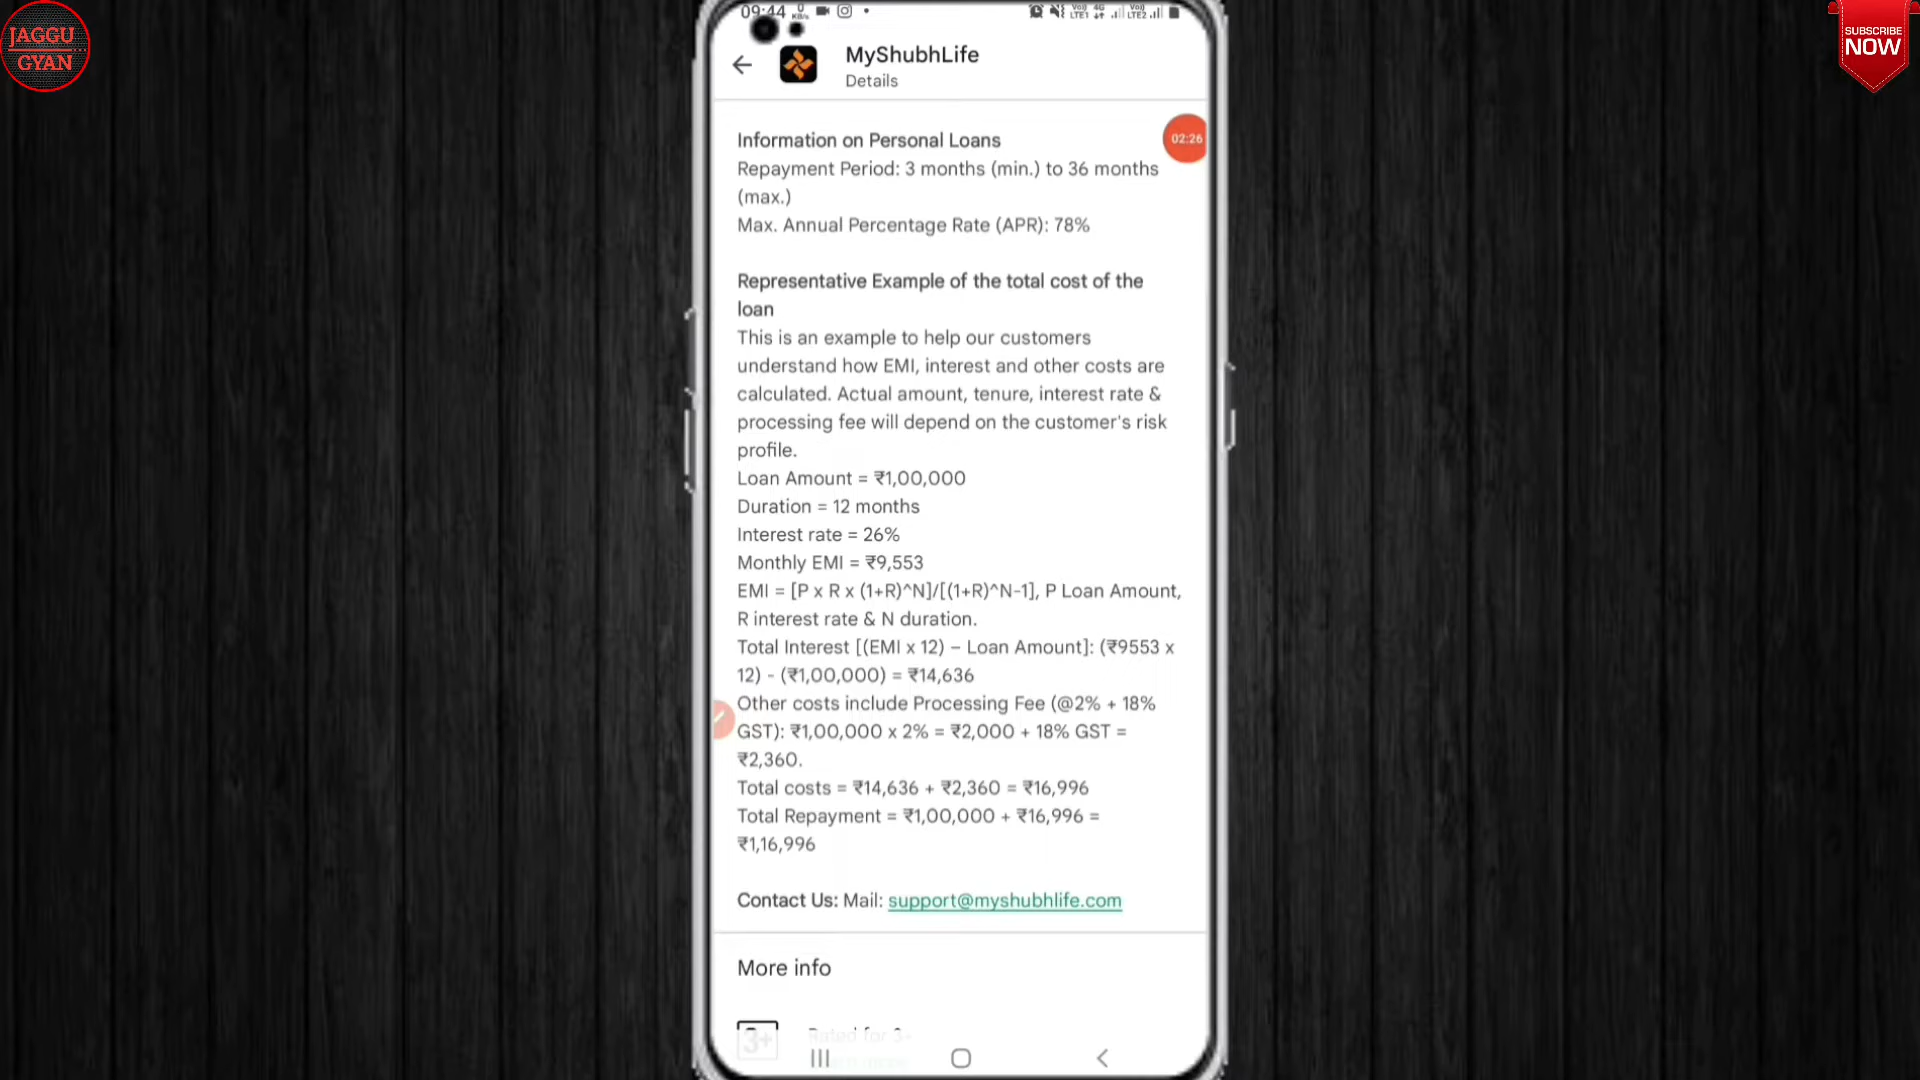 JAGGU
GYAN
SUBSCRIBE
NOW
09:44
MyShubhLife
Details
02:26
Information on Personal Loans
Repayment Period: 3 months (min.) to 36 months
(max.)
Max. Annual Percentage Rate (APR): 78%
Representative Example of the total cost of the
loan
This is an example to help our customers
understand how EMI, interest and other costs are
calculated. Actual amount, tenure, interest rate &
processing fee will depend on the customer's risk
profile.
Loan Amount = ₹1,00,000
Duration = 12 months
Interest rate = 26%
Monthly EMI = ₹9,553
EMI = [P x R x (1+R)^N]/[(1+R)^N-1], P Loan Amount,
R interest rate & N duration.
Total Interest [(EMI x 12) – Loan Amount]: (₹9553 x
12) - (₹1,00,000) = ₹14,636
Other costs include Processing Fee (@2% + 18%
GST): ₹1,00,000 x 2% = ₹2,000 + 18% GST =
₹2,360.
Total costs = ₹14,636 + ₹2,360 = ₹16,996
Total Repayment = ₹1,00,000 + ₹16,996 =
₹1,16,996
Contact Us: Mail: support@myshubhlife.com
More info
3+ Rated for 3+